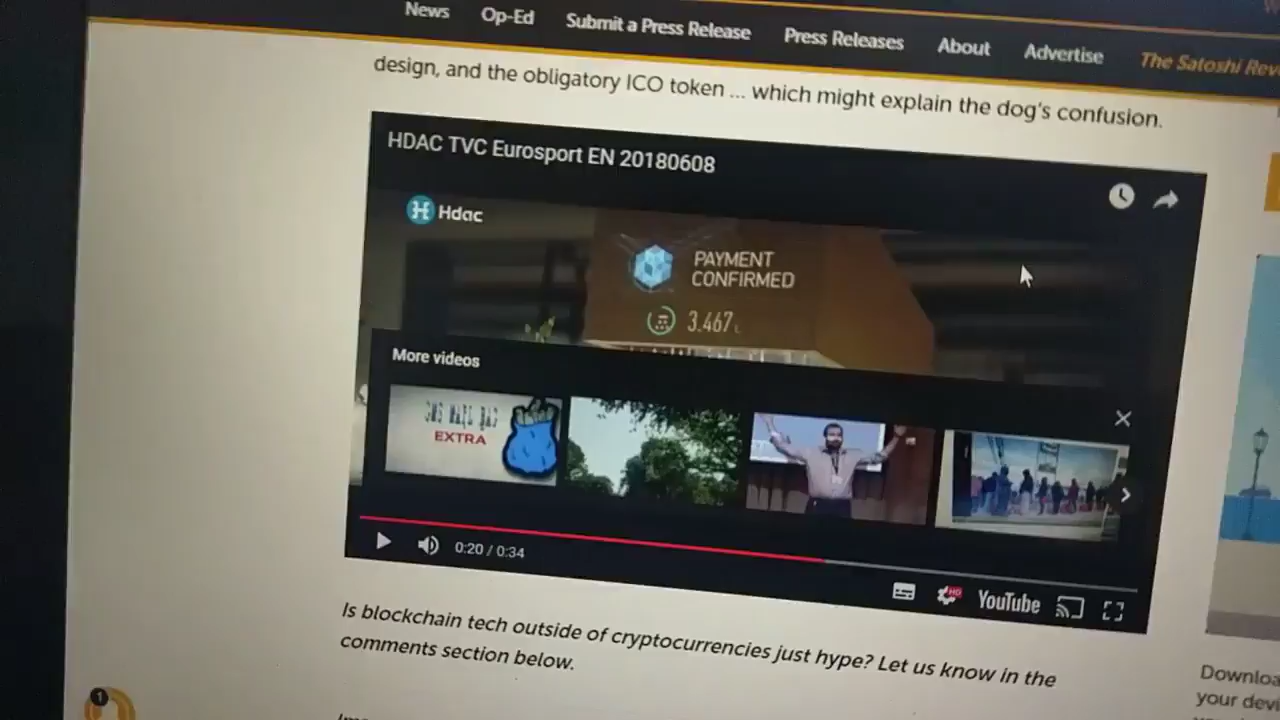 News Op-Ed Submit a Press Release Press Releases About Advertise The Satoshi Rev
design, and the obligatory ICO token ... which might explain the dog's confusion.
HDAC TVC Eurosport EN 20180608
Hdac
PAYMENT
CONFIRMED
3.467
More videos
EXTRA
0:20 / 0:34
HD
YouTube
Is blockchain tech outside of cryptocurrencies just hype? Let us know in the
comments section below.
Downloa
your devi
1